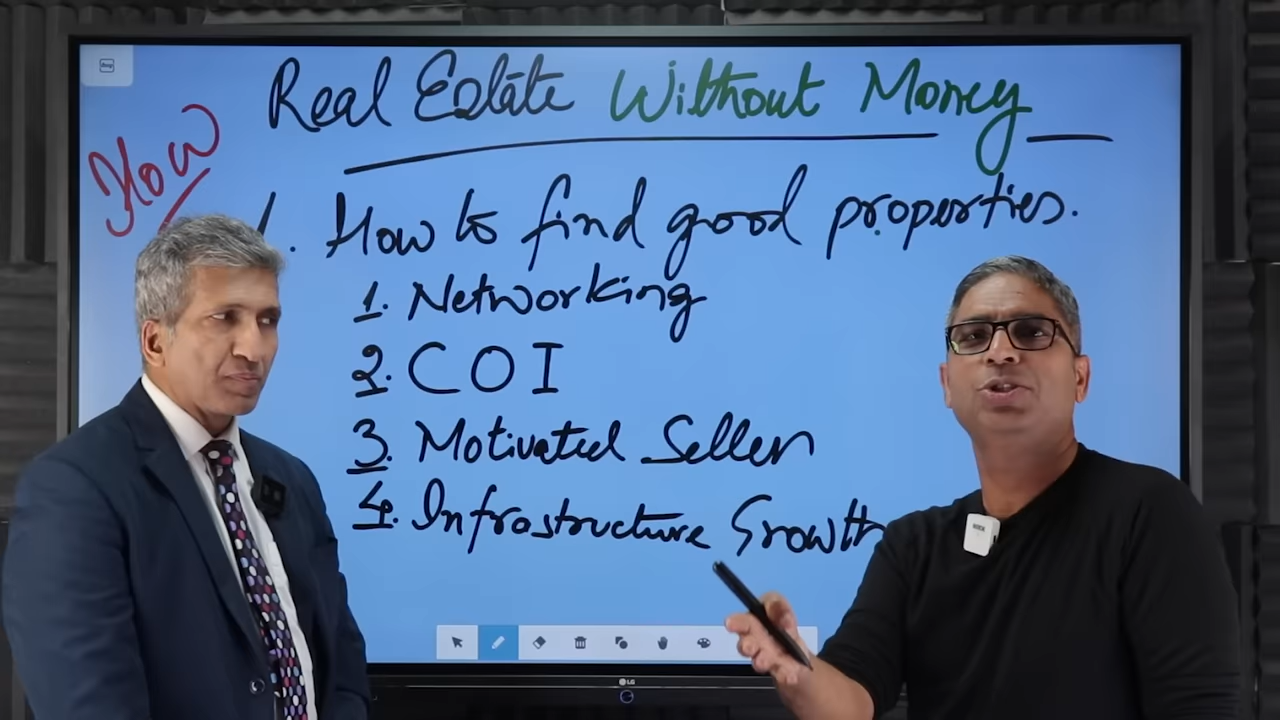 Real Estate Without Money
How
1. How to find good properties.
1. Networking
2. COI
3. Motivated Seller
4. Infrastructure Growth
LG